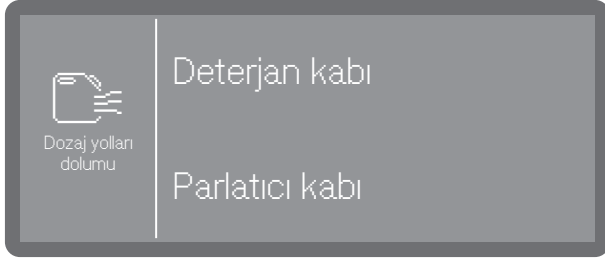 Dozaj yolları
dolumu
Deterjan kabı
Parlatıcı kabı